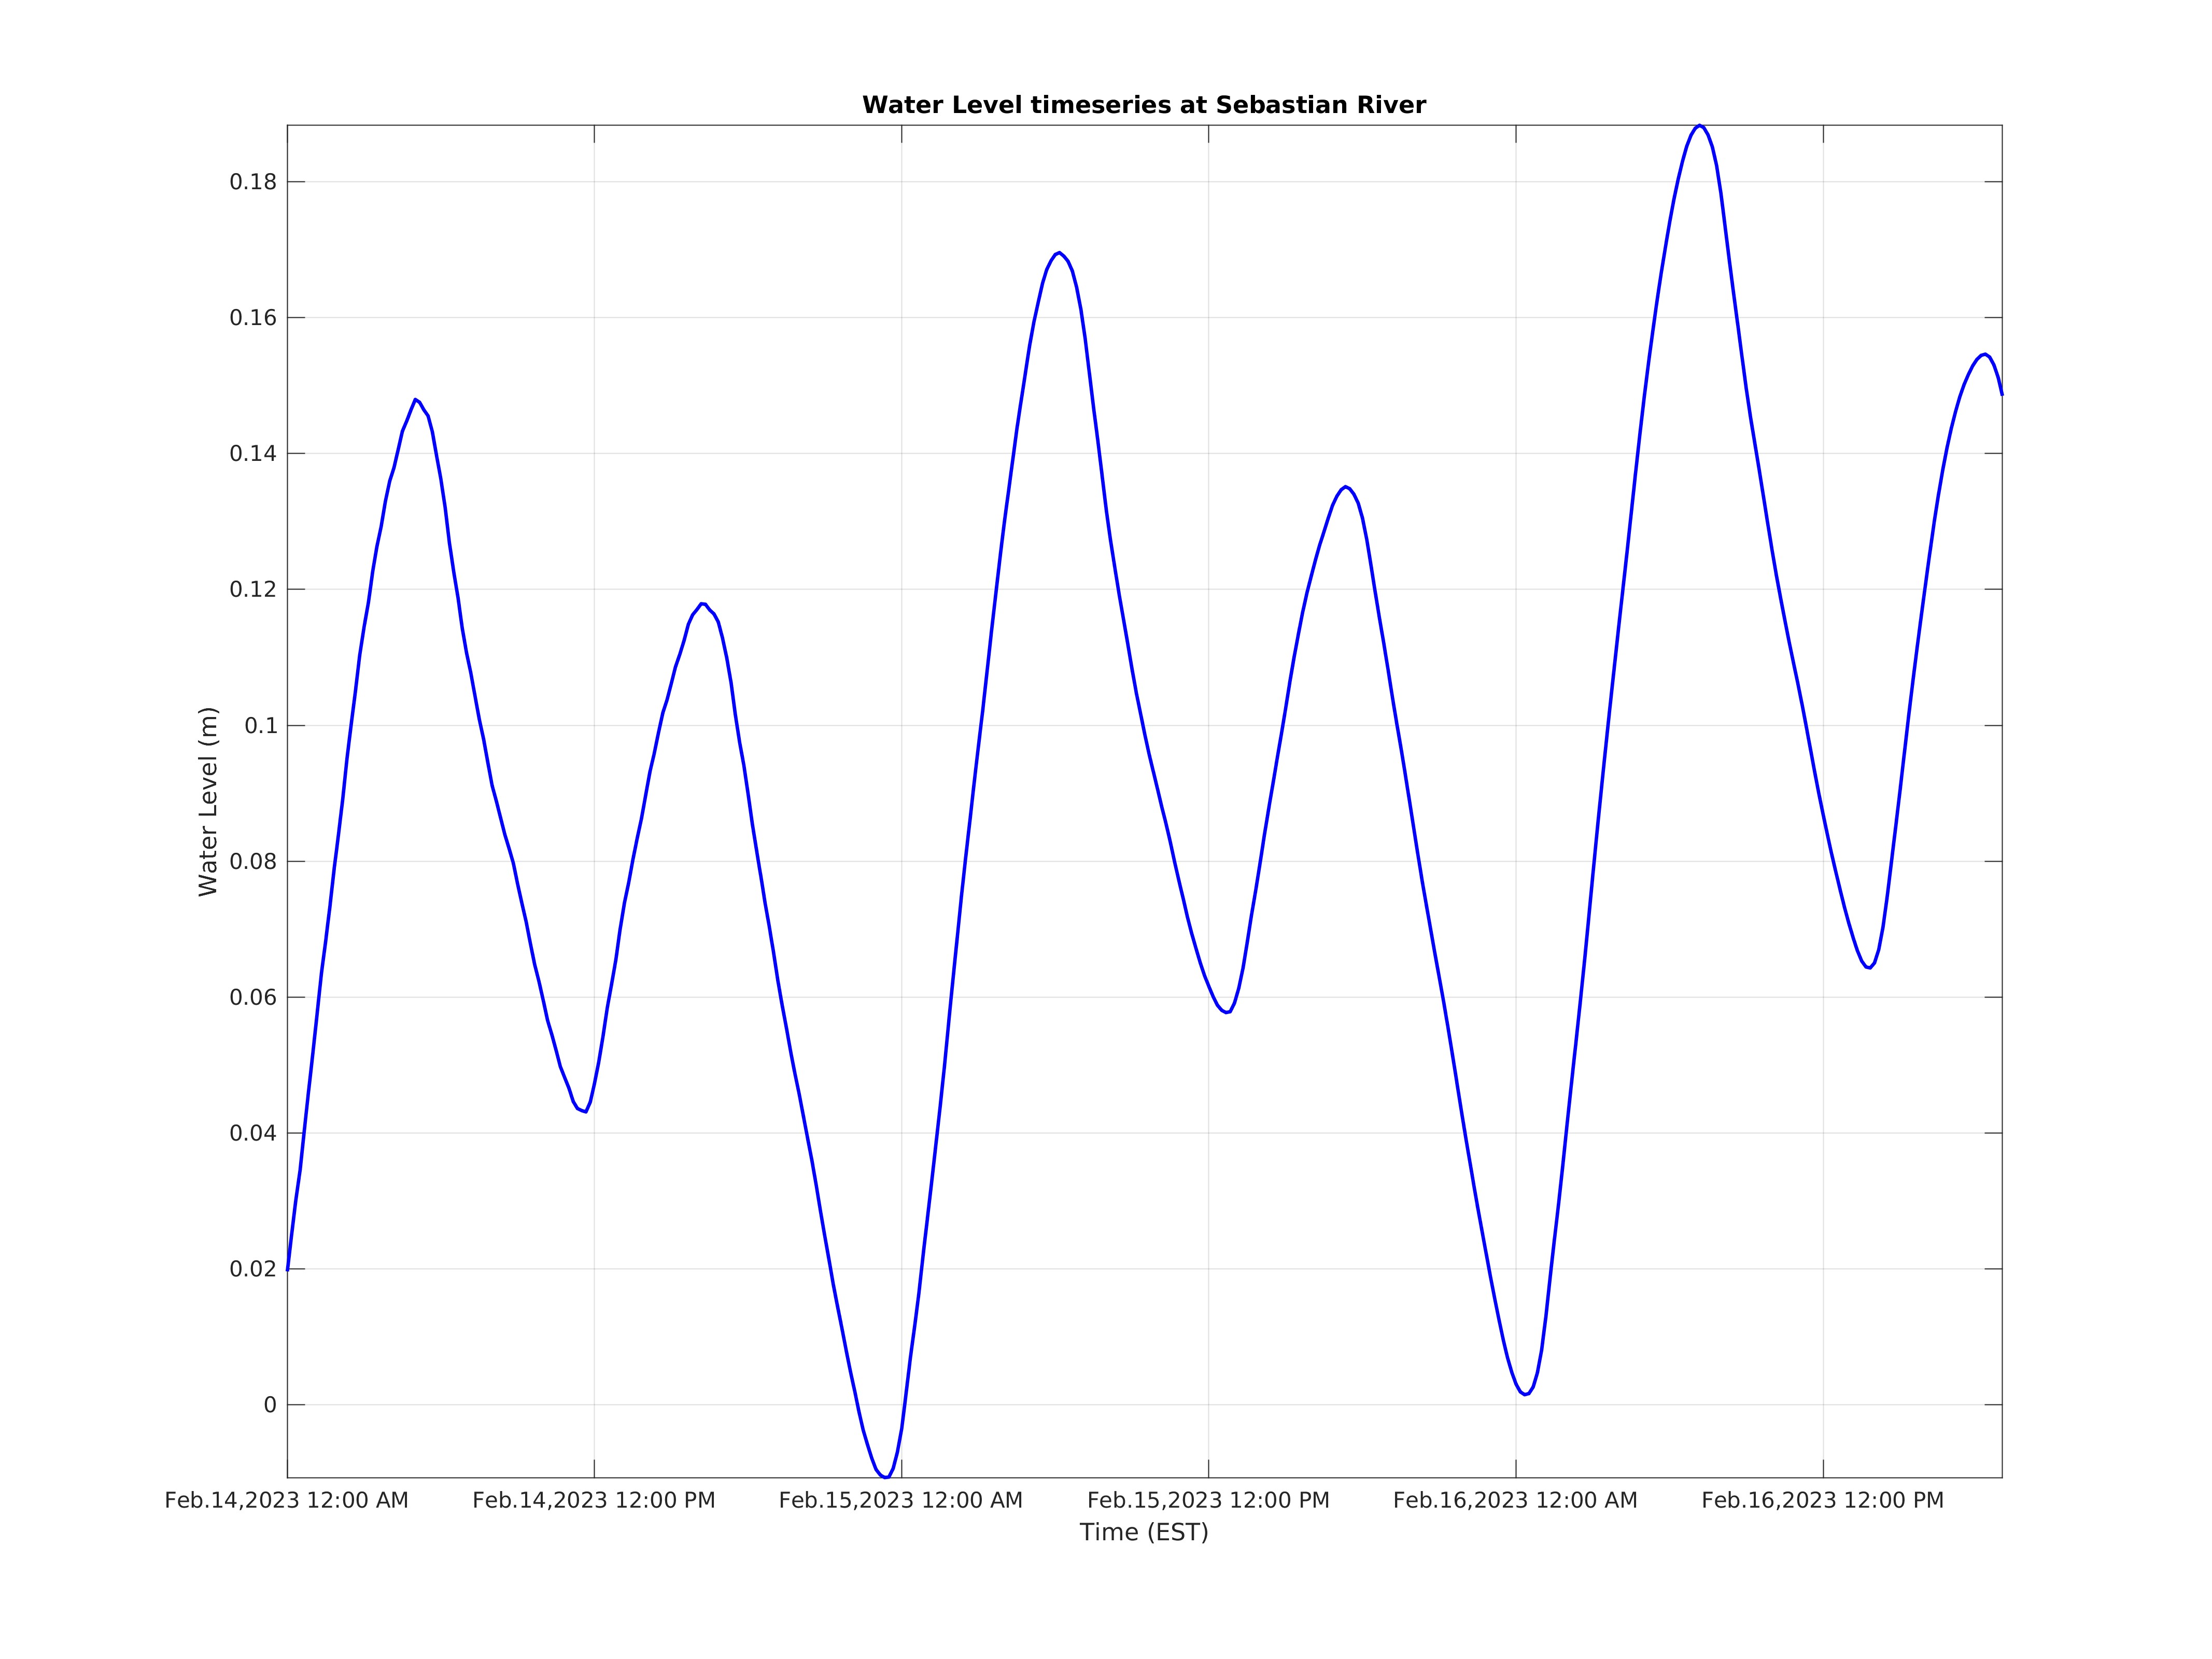 Water Level timeseries at Sebastian River
0.18
0.16
0.14
0.12
0.1
0.08
0.06
0.04
0.02
0
Water Level (m)
Feb.14,2023 12:00 AM
Feb.14,2023 12:00 PM
Feb.15,2023 12:00 AM
Feb.15,2023 12:00 PM
Feb.16,2023 12:00 AM
Feb.16,2023 12:00 PM
Time (EST)